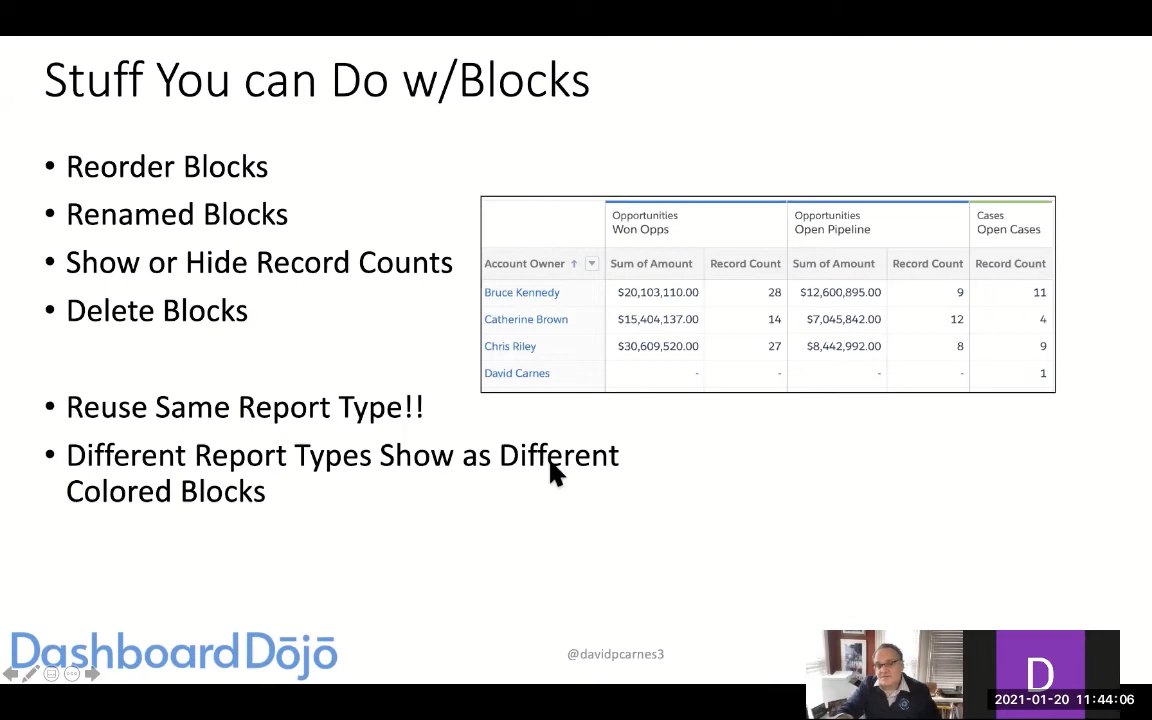 Stuff You can Do w/Blocks
• Reorder Blocks
• Renamed Blocks
• Show or Hide Record Counts
• Delete Blocks
• Reuse Same Report Type!!
• Different Report Types Show as Different
Colored Blocks
Opportunities Opportunities Cases
Won Opps Open Pipeline Open Cases
Account Owner ↑ Sum of Amount Record Count Sum of Amount Record Count Record Count
Bruce Kennedy $20,103,110.00 28 $12,600,895.00 9 11
Catherine Brown $15,404,137.00 14 $7,045,842.00 12 4
Chris Riley $30,609,520.00 27 $8,442,992.00 8 9
David Carnes - - - - 1
DashboardDōjō
@davidpcarnes3
D
2021-01-20 11:44:06